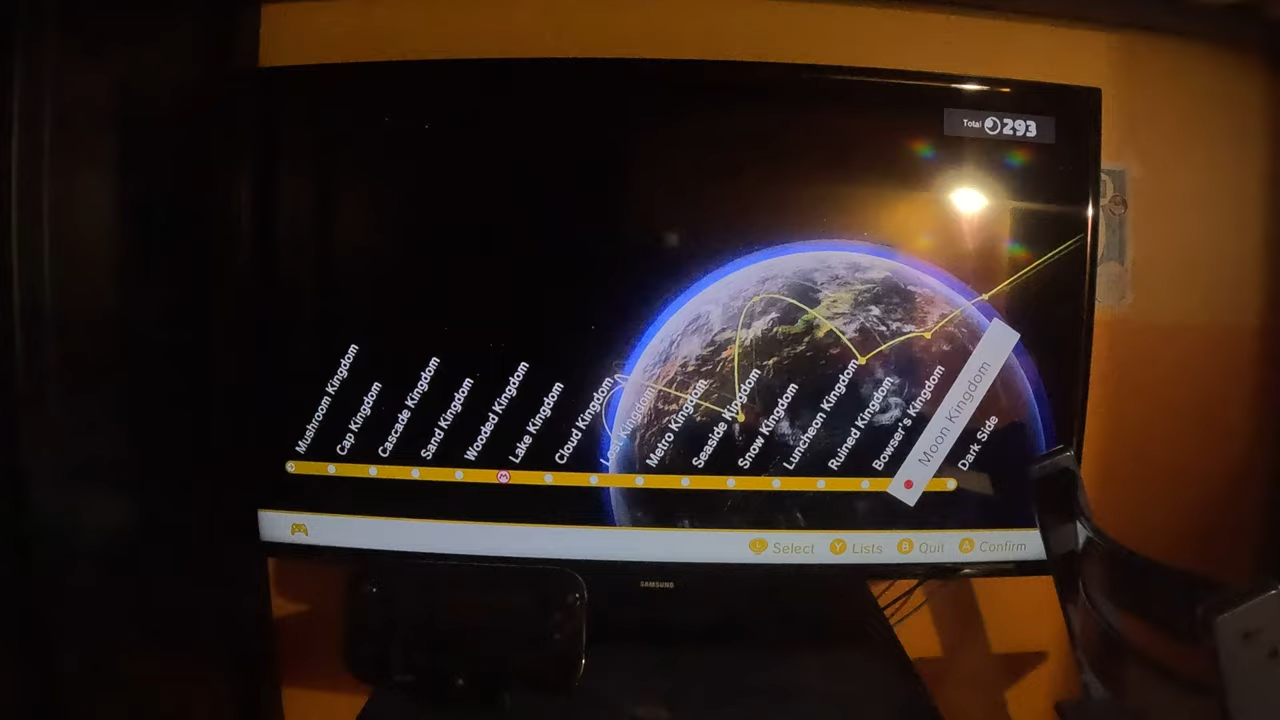 Total 293
Mushroom Kingdom
Cap Kingdom
Cascade Kingdom
Sand Kingdom
Wooded Kingdom
Lake Kingdom
Cloud Kingdom
Lost Kingdom
Metro Kingdom
Seaside Kingdom
Snow Kingdom
Luncheon Kingdom
Ruined Kingdom
Bowser's Kingdom
Moon Kingdom
Dark Side
L Select Y Lists B Quit A Confirm
SAMSUNG